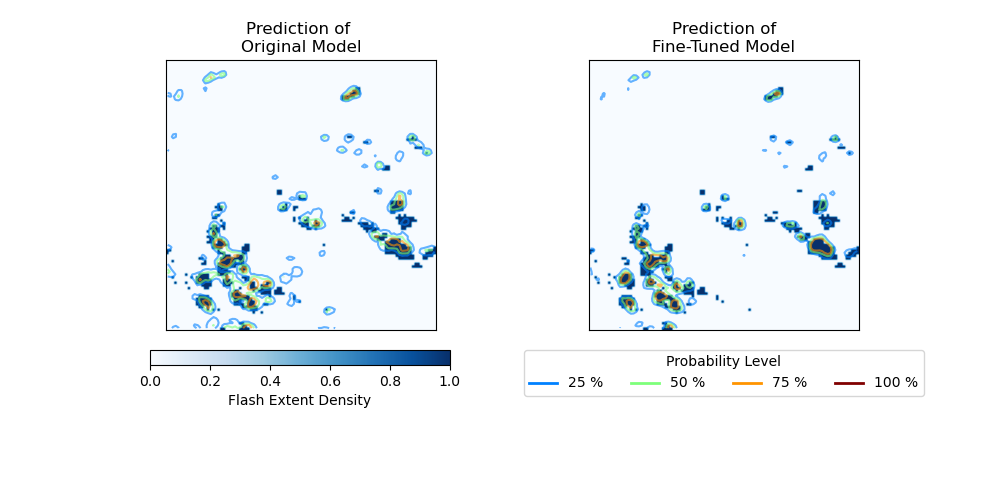 Prediction of
Original Model
Prediction of
Fine-Tuned Model
0.0 0.2 0.4 0.6 0.8 1.0
Flash Extent Density
Probability Level
25 % 50 % 75 % 100 %